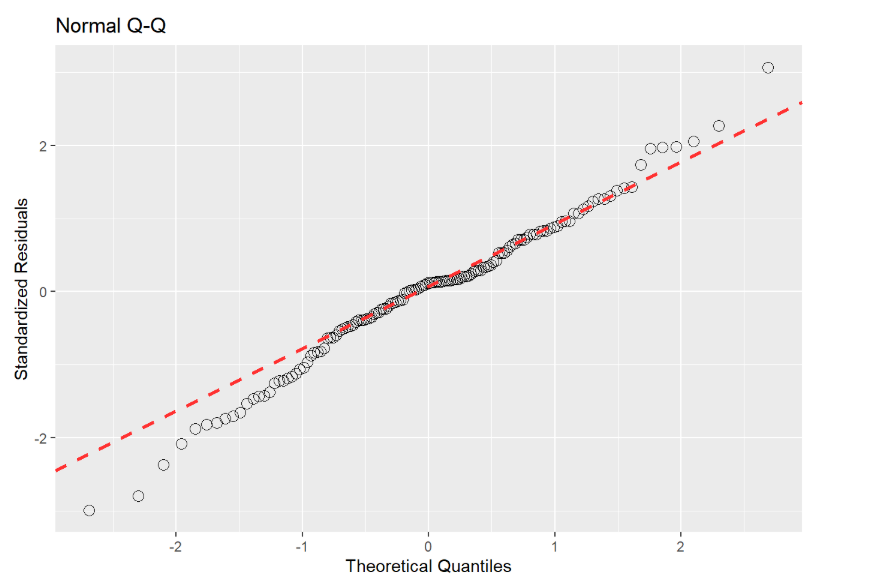 Normal Q-Q
Standardized Residuals
2
0
-2
-2
-1
0
1
2
Theoretical Quantiles